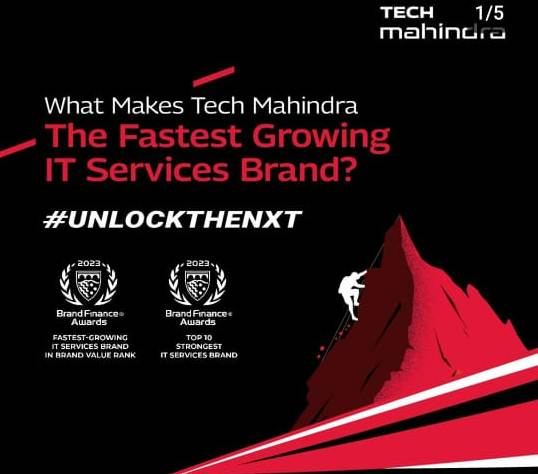 TECH
mahindra
1/5
What Makes Tech Mahindra
The Fastest Growing
IT Services Brand?
#UNLOCKTHENXT
2023
Brand Finance®
Awards
FASTEST-GROWING
IT SERVICES BRAND
IN BRAND VALUE RANK
2023
Brand Finance®
Awards
TOP 10
STRONGEST
IT SERVICES BRAND